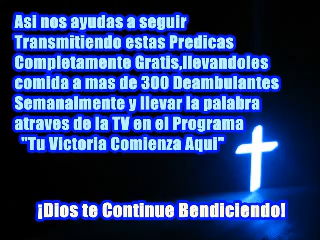 Asi nos ayudas a seguir
Transmitiendo estas Predicas
Completamente Gratis,llevandoles
comida a mas de 300 Deambulantes
Semanalmente y llevar la palabra
atraves de la TV en el Programa
"Tu Victoria Comienza Aqui"
¡Dios te Continue Bendiciendo!